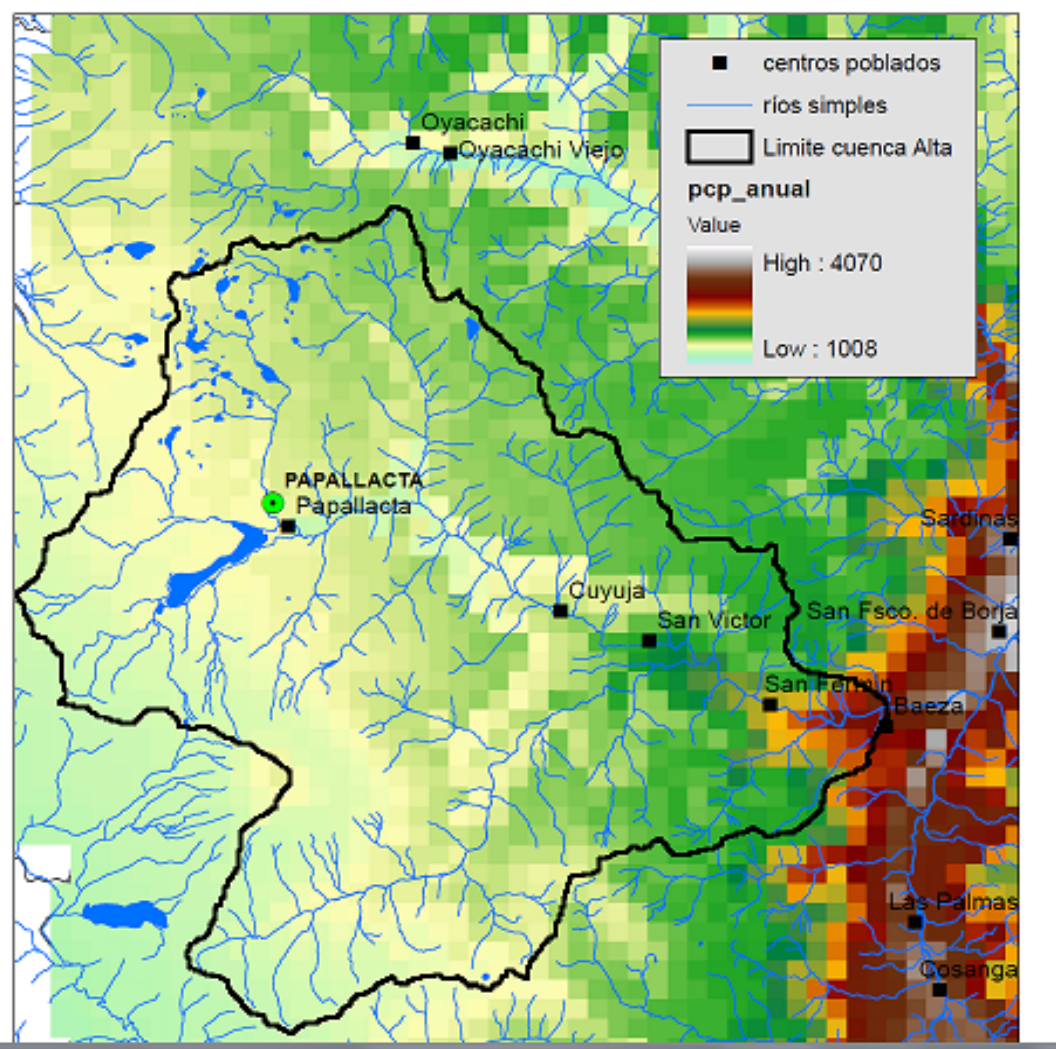 centros poblados
ríos simples
Limite cuenca Alta
pcp_anual
Value
High : 4070
Low : 1008
Oyacachi
Oyacachi Viejo
PAPALLACTA
Papallacta
Sardinas
Cuyuja
San Fsco. de Borja
San Victor
San Fermin
Baeza
Las Palmas
Cosanga